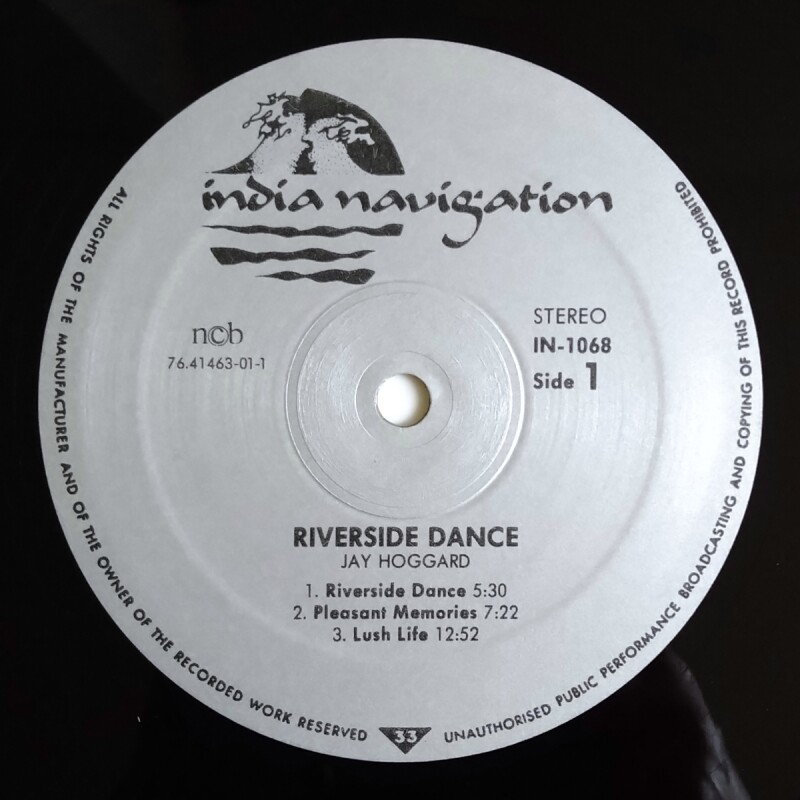 india navigation
ncb
76.41463-01-1
STEREO
IN-1068
Side 1
RIVERSIDE DANCE
JAY HOGGARD
1. Riverside Dance 5:30
2. Pleasant Memories 7:22
3. Lush Life 12:52
ALL RIGHTS OF THE MANUFACTURER AND OF THE OWNER OF THE RECORDED WORK RESERVED
33
UNAUTHORISED PUBLIC PERFORMANCE BROADCASTING AND COPYING OF THIS RECORD PROHIBITED